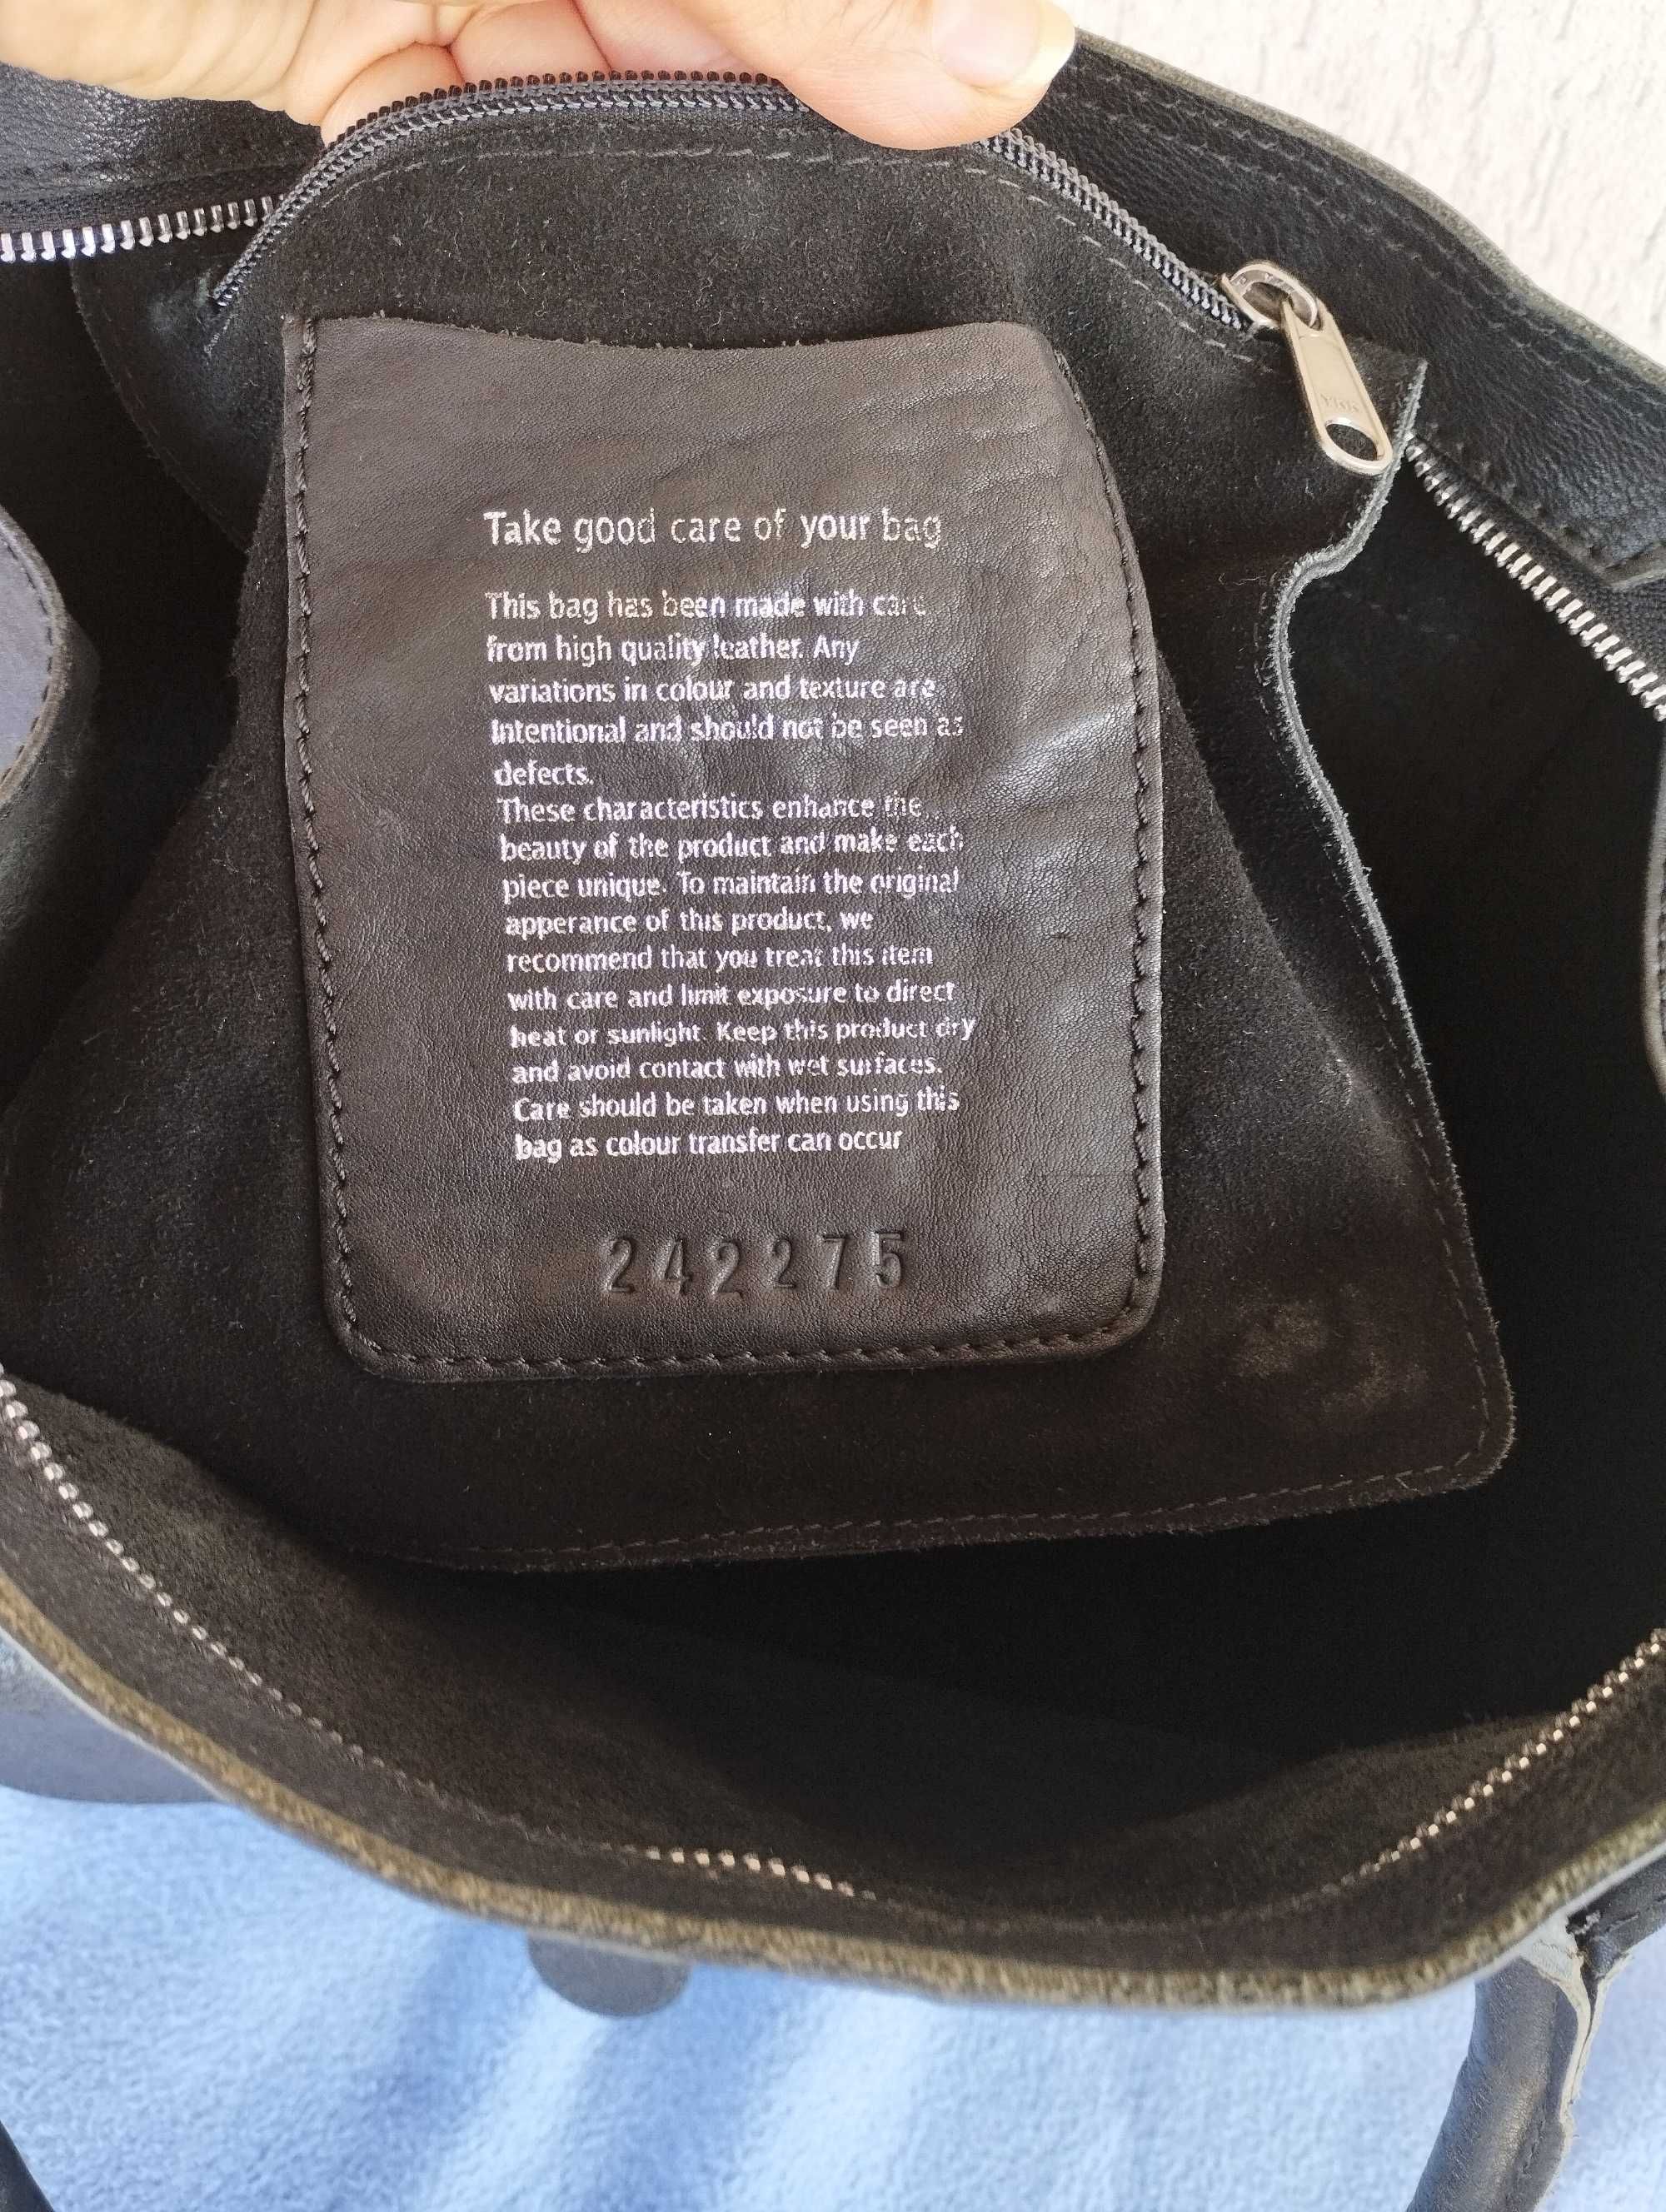 Take good care of your bag
This bag has been made with care
from high quality leather. Any
variations in colour and texture are
intentional and should not be seen as
defects.
These characteristics enhance the
beauty of the product and make each
piece unique. To maintain the original
apperance of this product, we
recommend that you treat this item
with care and limit exposure to direct
heat or sunlight. Keep this product dry
and avoid contact with wet surfaces.
Care should be taken when using this
bag as colour transfer can occur
242275